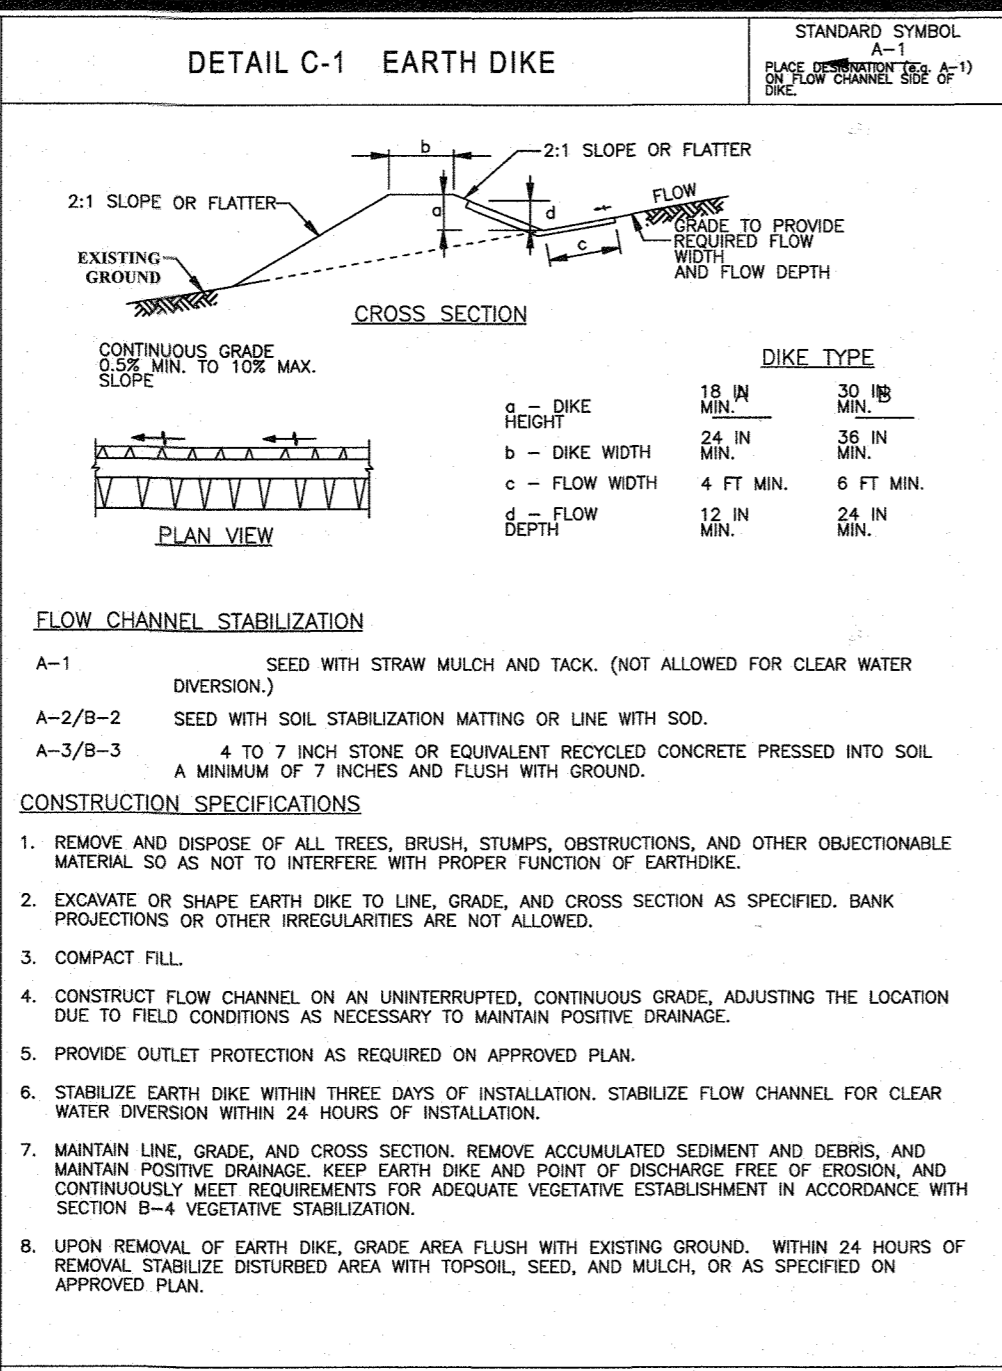 DETAIL C-1 EARTH DIKE
STANDARD SYMBOL
A-1
PLACE DESIGNATION (e.g. A-1)
ON FLOW CHANNEL SIDE OF
DIKE.
b
2:1 SLOPE OR FLATTER
2:1 SLOPE OR FLATTER
a
d
FLOW
c
GRADE TO PROVIDE
REQUIRED FLOW
WIDTH
AND FLOW DEPTH
EXISTING
GROUND
CROSS SECTION
CONTINUOUS GRADE
0.5% MIN. TO 10% MAX.
SLOPE
PLAN VIEW
DIKE TYPE
A B
a - DIKE
HEIGHT
18 IN
MIN.
30 IN
MIN.
b - DIKE WIDTH
24 IN
MIN.
36 IN
MIN.
c - FLOW WIDTH 4 FT MIN. 6 FT MIN.
d - FLOW
DEPTH
12 IN
MIN.
24 IN
MIN.
FLOW CHANNEL STABILIZATION
A-1 SEED WITH STRAW MULCH AND TACK. (NOT ALLOWED FOR CLEAR WATER
DIVERSION.)
A-2/B-2 SEED WITH SOIL STABILIZATION MATTING OR LINE WITH SOD.
A-3/B-3 4 TO 7 INCH STONE OR EQUIVALENT RECYCLED CONCRETE PRESSED INTO SOIL
A MINIMUM OF 7 INCHES AND FLUSH WITH GROUND.
CONSTRUCTION SPECIFICATIONS
1. REMOVE AND DISPOSE OF ALL TREES, BRUSH, STUMPS, OBSTRUCTIONS, AND OTHER OBJECTIONABLE
MATERIAL SO AS NOT TO INTERFERE WITH PROPER FUNCTION OF EARTHDIKE.
2. EXCAVATE OR SHAPE EARTH DIKE TO LINE, GRADE, AND CROSS SECTION AS SPECIFIED. BANK
PROJECTIONS OR OTHER IRREGULARITIES ARE NOT ALLOWED.
3. COMPACT FILL.
4. CONSTRUCT FLOW CHANNEL ON AN UNINTERRUPTED, CONTINUOUS GRADE, ADJUSTING THE LOCATION
DUE TO FIELD CONDITIONS AS NECESSARY TO MAINTAIN POSITIVE DRAINAGE.
5. PROVIDE OUTLET PROTECTION AS REQUIRED ON APPROVED PLAN.
6. STABILIZE EARTH DIKE WITHIN THREE DAYS OF INSTALLATION. STABILIZE FLOW CHANNEL FOR CLEAR
WATER DIVERSION WITHIN 24 HOURS OF INSTALLATION.
7. MAINTAIN LINE, GRADE, AND CROSS SECTION. REMOVE ACCUMULATED SEDIMENT AND DEBRIS, AND
MAINTAIN POSITIVE DRAINAGE. KEEP EARTH DIKE AND POINT OF DISCHARGE FREE OF EROSION, AND
CONTINUOUSLY MEET REQUIREMENTS FOR ADEQUATE VEGETATIVE ESTABLISHMENT IN ACCORDANCE WITH
SECTION B-4 VEGETATIVE STABILIZATION.
8. UPON REMOVAL OF EARTH DIKE, GRADE AREA FLUSH WITH EXISTING GROUND. WITHIN 24 HOURS OF
REMOVAL STABILIZE DISTURBED AREA WITH TOPSOIL, SEED, AND MULCH, OR AS SPECIFIED ON
APPROVED PLAN.